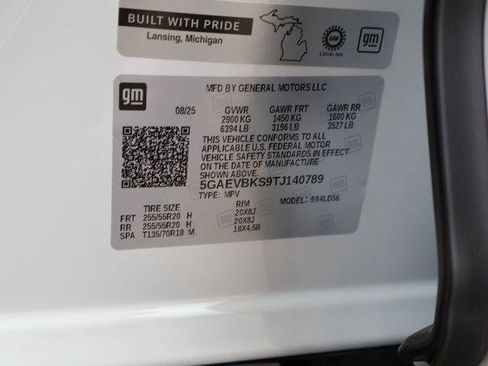 BUILT WITH PRIDE
Lansing, Michigan
LOCAL 602
gm
gm
MFD BY GENERAL MOTORS LLC
08/25 GVWR GAWR FRT GAWR RR
2900 KG 1450 KG 1600 KG
6394 LB 3196 LB 3527 LB
THIS VEHICLE CONFORMS TO ALL
APPLICABLE U.S. FEDERAL MOTOR
VEHICLE SAFETY STANDARDS IN EFFECT
ON THE DATE OF MANUFACTURE
SHOWN ABOVE.
5GAEVBKS9TJ140789
TYPE: MPV MODEL:
TIRE SIZE RIM
FRT 255/55R20 H 20X8J
RR 255/55R20 H 20X8J
SPA T135/70R18 M 18X4.5B